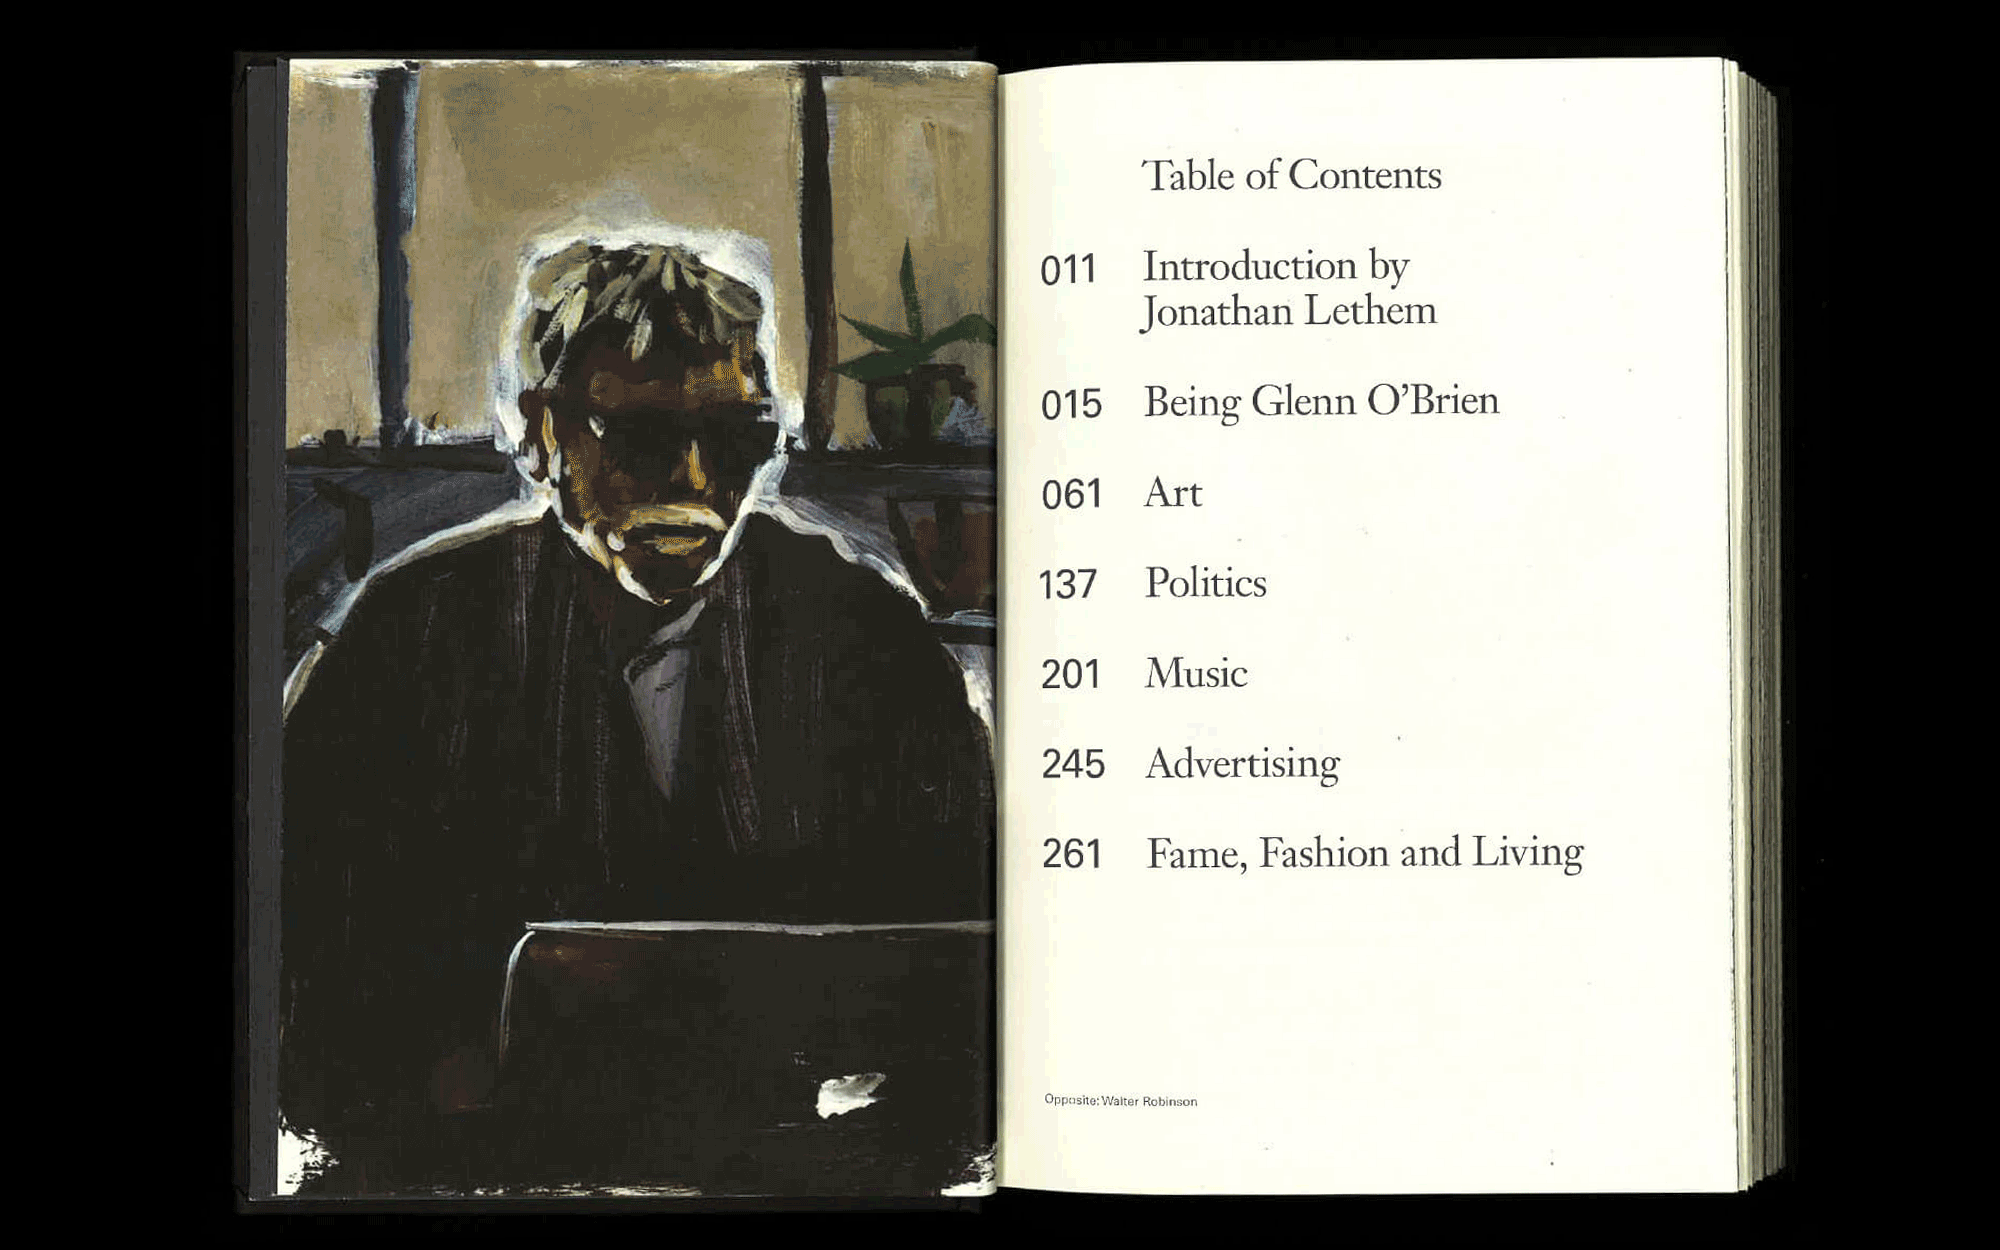 Table of Contents
011 Introduction by
Jonathan Lethem
015 Being Glenn O’Brien
061 Art
137 Politics
201 Music
245 Advertising
261 Fame, Fashion and Living
Opposite: Walter Robinson